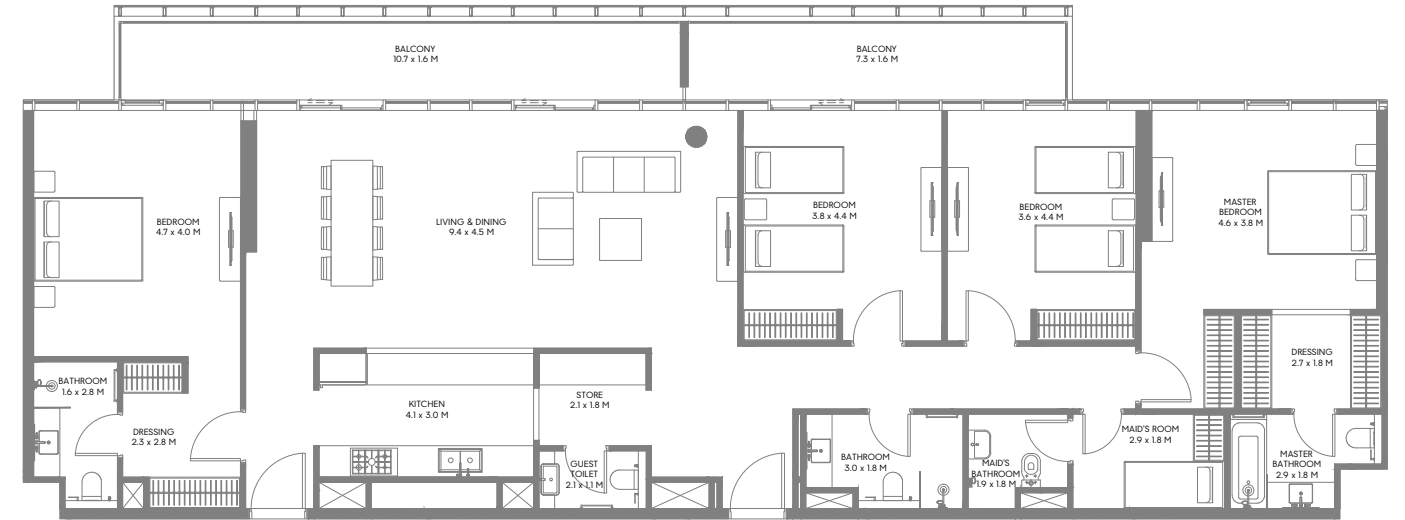 BALCONY
10.7 x 1.6 M
BALCONY
7.3 x 1.6 M
BEDROOM
4.7 x 4.0 M
LIVING & DINING
9.4 x 4.5 M
BEDROOM
3.8 x 4.4 M
BEDROOM
3.6 x 4.4 M
MASTER
BEDROOM
4.6 x 3.8 M
BATHROOM
1.6 x 2.8 M
DRESSING
2.3 x 2.8 M
KITCHEN
4.1 x 3.0 M
STORE
2.1 x 1.8 M
DRESSING
2.7 x 1.8 M
GUEST
TOILET
2.1 x 1.1 M
BATHROOM
3.0 x 1.8 M
MAID'S
BATHROOM
1.9 x 1.8 M
MAID'S ROOM
2.9 x 1.8 M
MASTER
BATHROOM
2.9 x 1.8 M